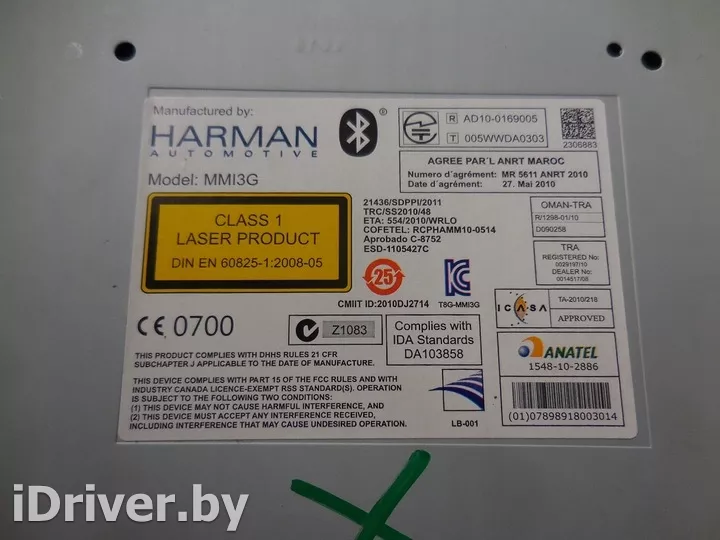 Manufactured by:
HARMAN
AUTOMOTIVE
Model: MMI3G
®
R AD10-0169005
T 005WWDA0303
2306883
AGREE PAR´L ANRT MAROC
Numero d´agrément: MR 5611 ANRT 2010
Date d´agrément: 27. Mai 2010
CLASS 1
LASER PRODUCT
DIN EN 60825-1:2008-05
21436/SDPPI/2011
TRC/SS2010/48
ETA: 554/2010/WRLO
COFETEL: RCPHAMM10-0514
Aprobado C-8752
ESD-1105427C
OMAN-TRA
R/1298-01/10
D090258
TRA
REGISTERED No:
0029197/10
DEALER No:
0014517/08
25
CMIIT ID:2010DJ2714
T8G-MMI3G
ICASA
TA-2010/218
APPROVED
CE 0700
Z1083
Complies with
IDA Standards
DA103858
ANATEL
1548-10-2886
(01)07898918003014
THIS PRODUCT COMPLIES WITH DHHS RULES 21 CFR
SUBCHAPTER J APPLICABLE TO THE DATE OF MANUFACTURE.
THIS DEVICE COMPLIES WITH PART 15 OF THE FCC RULES AND WITH
INDUSTRY CANADA LICENCE-EXEMPT RSS STANDARD(S). OPERATION
IS SUBJECT TO THE FOLLOWING TWO CONDITIONS:
(1) THIS DEVICE MAY NOT CAUSE HARMFUL INTERFERENCE, AND
(2) THIS DEVICE MUST ACCEPT ANY INTERFERENCE RECEIVED,
INCLUDING INTERFERENCE THAT MAY CAUSE UNDESIRED OPERATION.
LB-001
iDriver.by